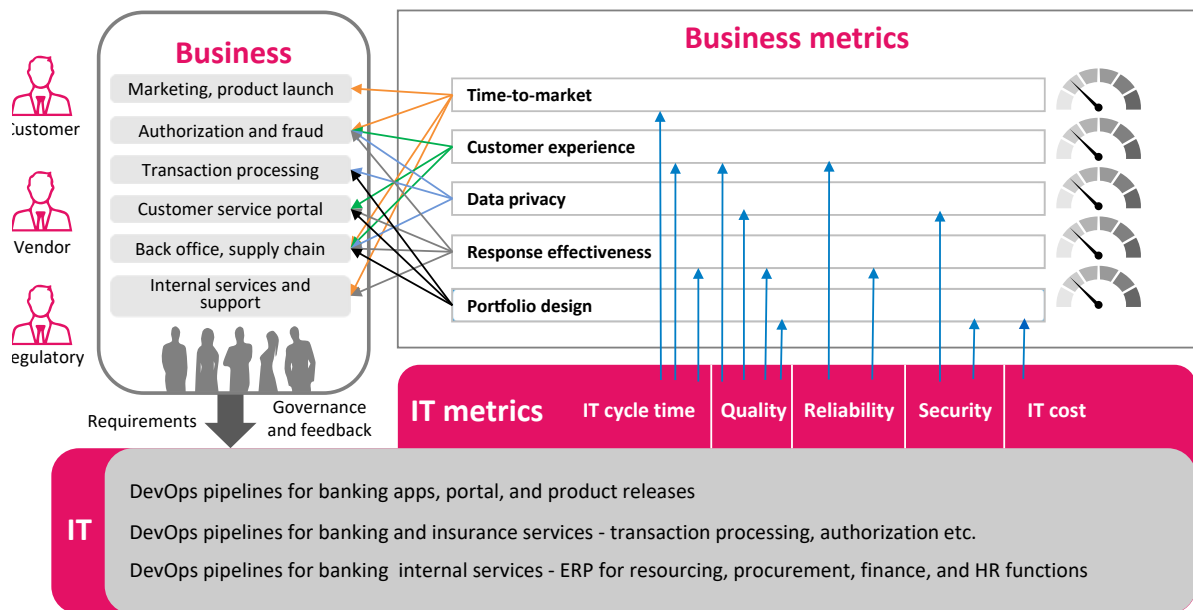 Business
Marketing, product launch
Authorization and fraud
Transaction processing
Customer service portal
Back office, supply chain
Internal services and
support
Customer
Vendor
Regulatory
Business metrics
Time-to-market
Customer experience
Data privacy
Response effectiveness
Portfolio design
Requirements
Governance
and feedback
IT metrics
IT cycle time
Quality
Reliability
Security
IT cost
IT
DevOps pipelines for banking apps, portal, and product releases
DevOps pipelines for banking and insurance services - transaction processing, authorization etc.
DevOps pipelines for banking  internal services - ERP for resourcing, procurement, finance, and HR functions